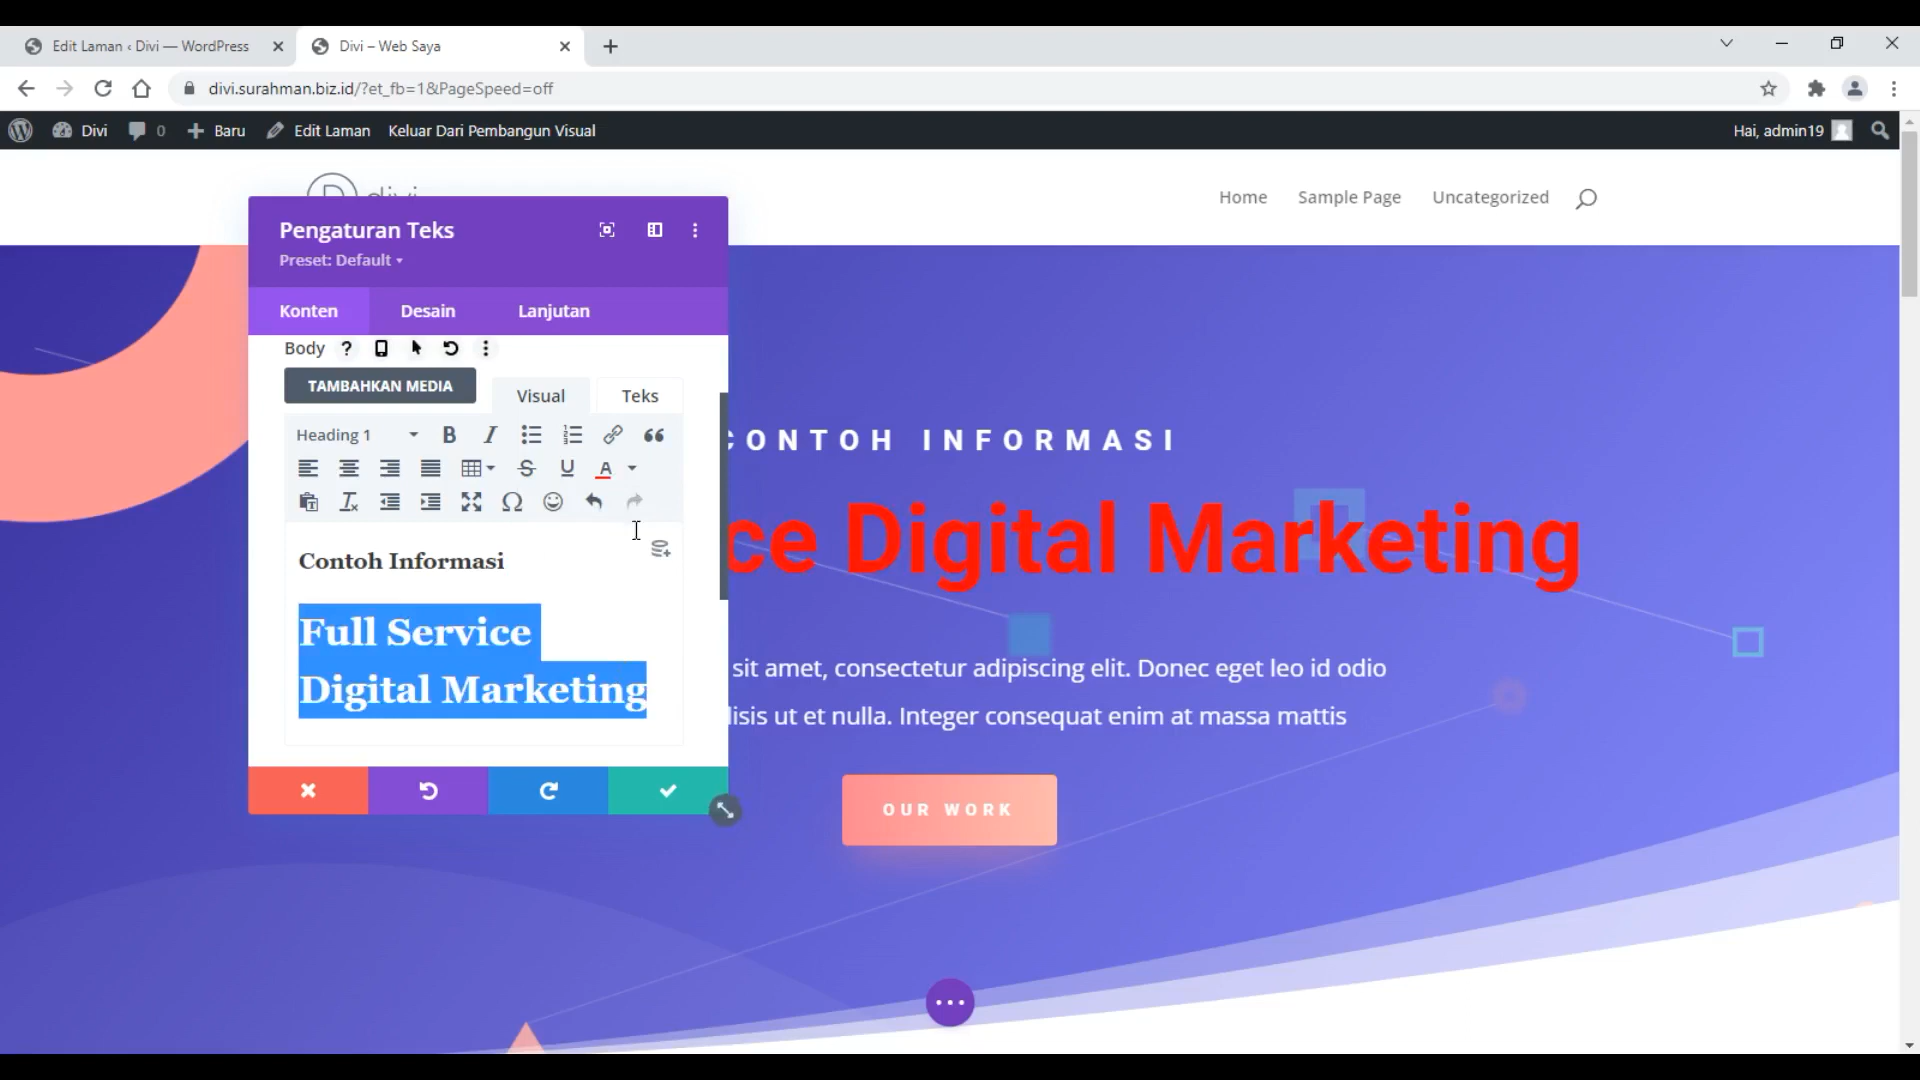 Edit Laman ‹ Divi — WordPress
Divi – Web Saya
divi.surahman.biz.id/?et_fb=1&PageSpeed=off
Divi
0
Baru
Edit Laman
Keluar Dari Pembangun Visual
Hai, admin19
Home
Sample Page
Uncategorized
Pengaturan Teks
Preset: Default
Konten
Desain
Lanjutan
Body
TAMBAHKAN MEDIA
Visual
Teks
Heading 1
Contoh Informasi
Full Service
Digital Marketing
CONTOH INFORMASI
ce Digital Marketing
sit amet, consectetur adipiscing elit. Donec eget leo id odio
lisis ut et nulla. Integer consequat enim at massa mattis
OUR WORK